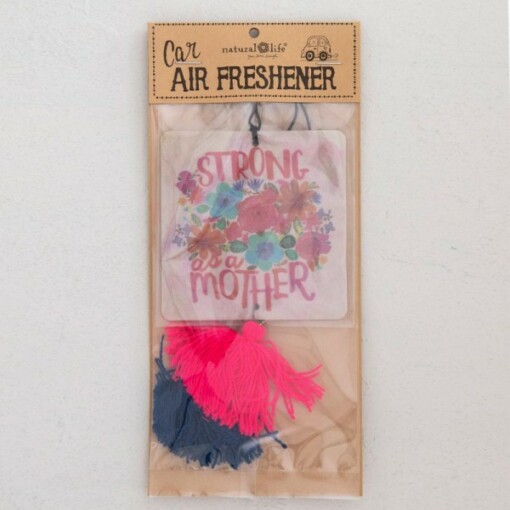 Car
natural life®
AIR FRESHENER
STRONG
as a
MOTHER